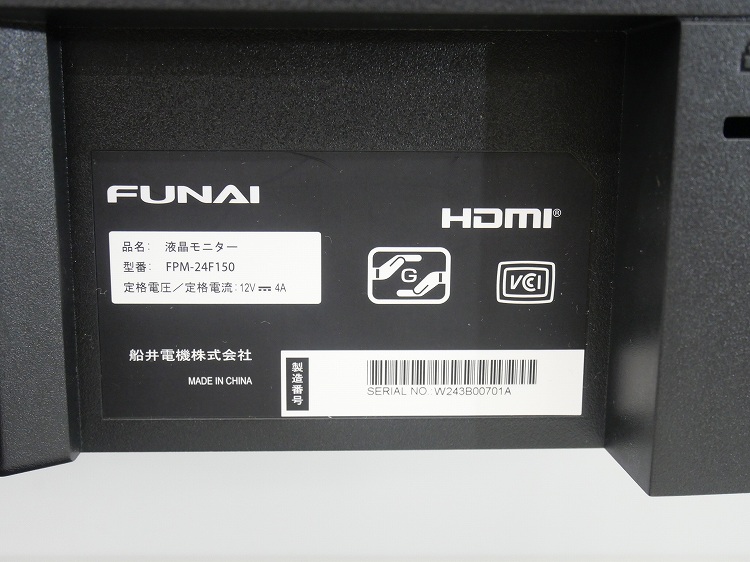 FUNAI
HDMI®
品名: 液晶モニター
型番: FPM-24F150
定格電圧／定格電流: 12V ⎓ 4A
G
VCI
船井電機株式会社
MADE IN CHINA
製造番号
SERIAL NO.: W243B00701A